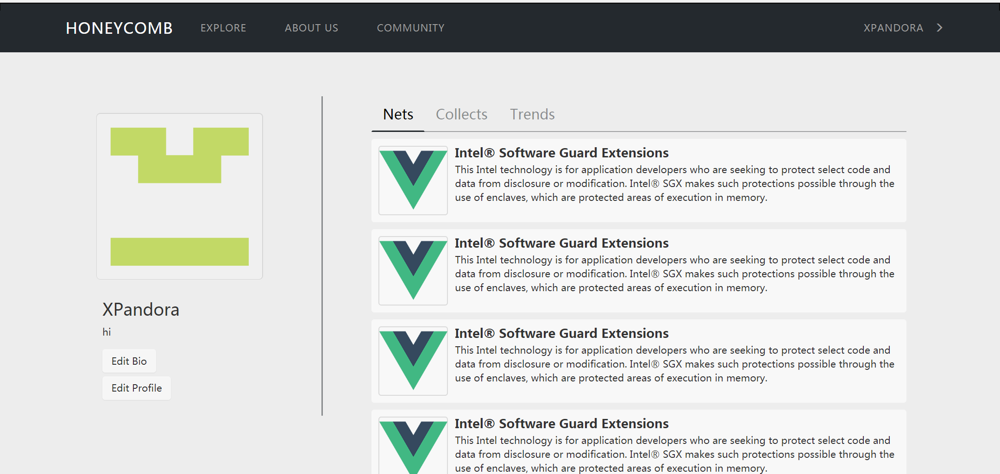 HONEYCOMB EXPLORE ABOUT US COMMUNITY XPANDORA
XPandora
hi
Edit Bio
Edit Profile
Nets Collects Trends
Intel® Software Guard Extensions
This Intel technology is for application developers who are seeking to protect select code and
data from disclosure or modification. Intel® SGX makes such protections possible through the
use of enclaves, which are protected areas of execution in memory.
Intel® Software Guard Extensions
This Intel technology is for application developers who are seeking to protect select code and
data from disclosure or modification. Intel® SGX makes such protections possible through the
use of enclaves, which are protected areas of execution in memory.
Intel® Software Guard Extensions
This Intel technology is for application developers who are seeking to protect select code and
data from disclosure or modification. Intel® SGX makes such protections possible through the
use of enclaves, which are protected areas of execution in memory.
Intel® Software Guard Extensions
This Intel technology is for application developers who are seeking to protect select code and
data from disclosure or modification. Intel® SGX makes such protections possible through the
use of enclaves, which are protected areas of execution in memory.